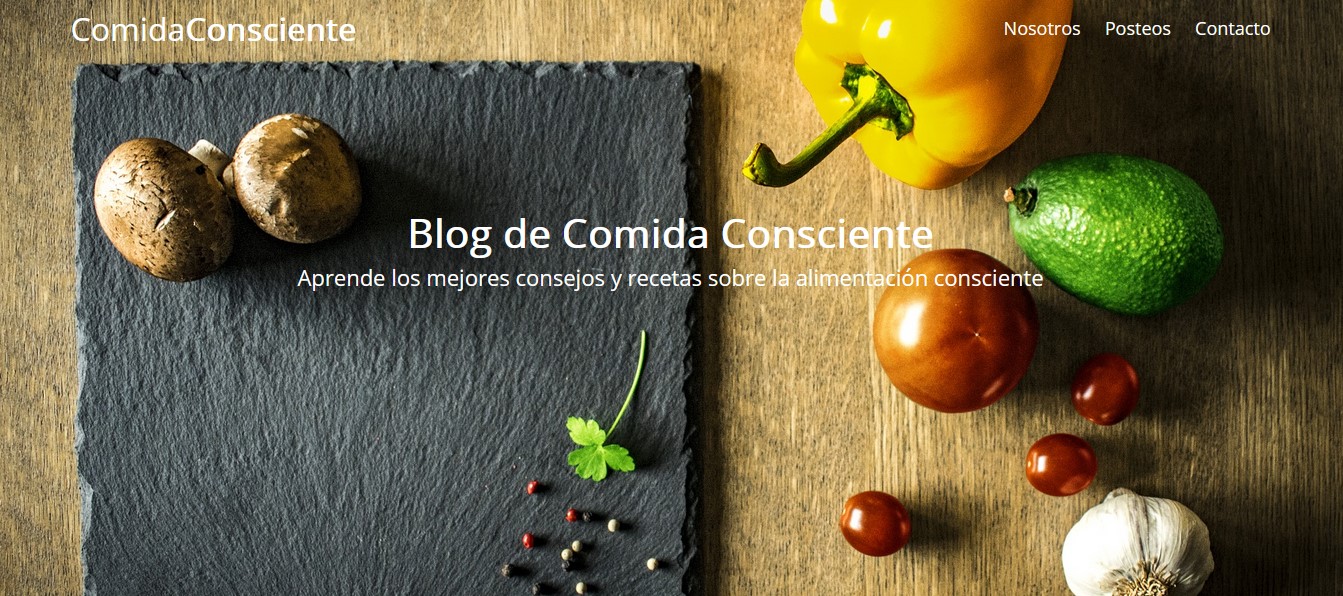 ComidaConsciente
Nosotros Posteos Contacto
Blog de Comida Consciente
Aprende los mejores consejos y recetas sobre la alimentación consciente